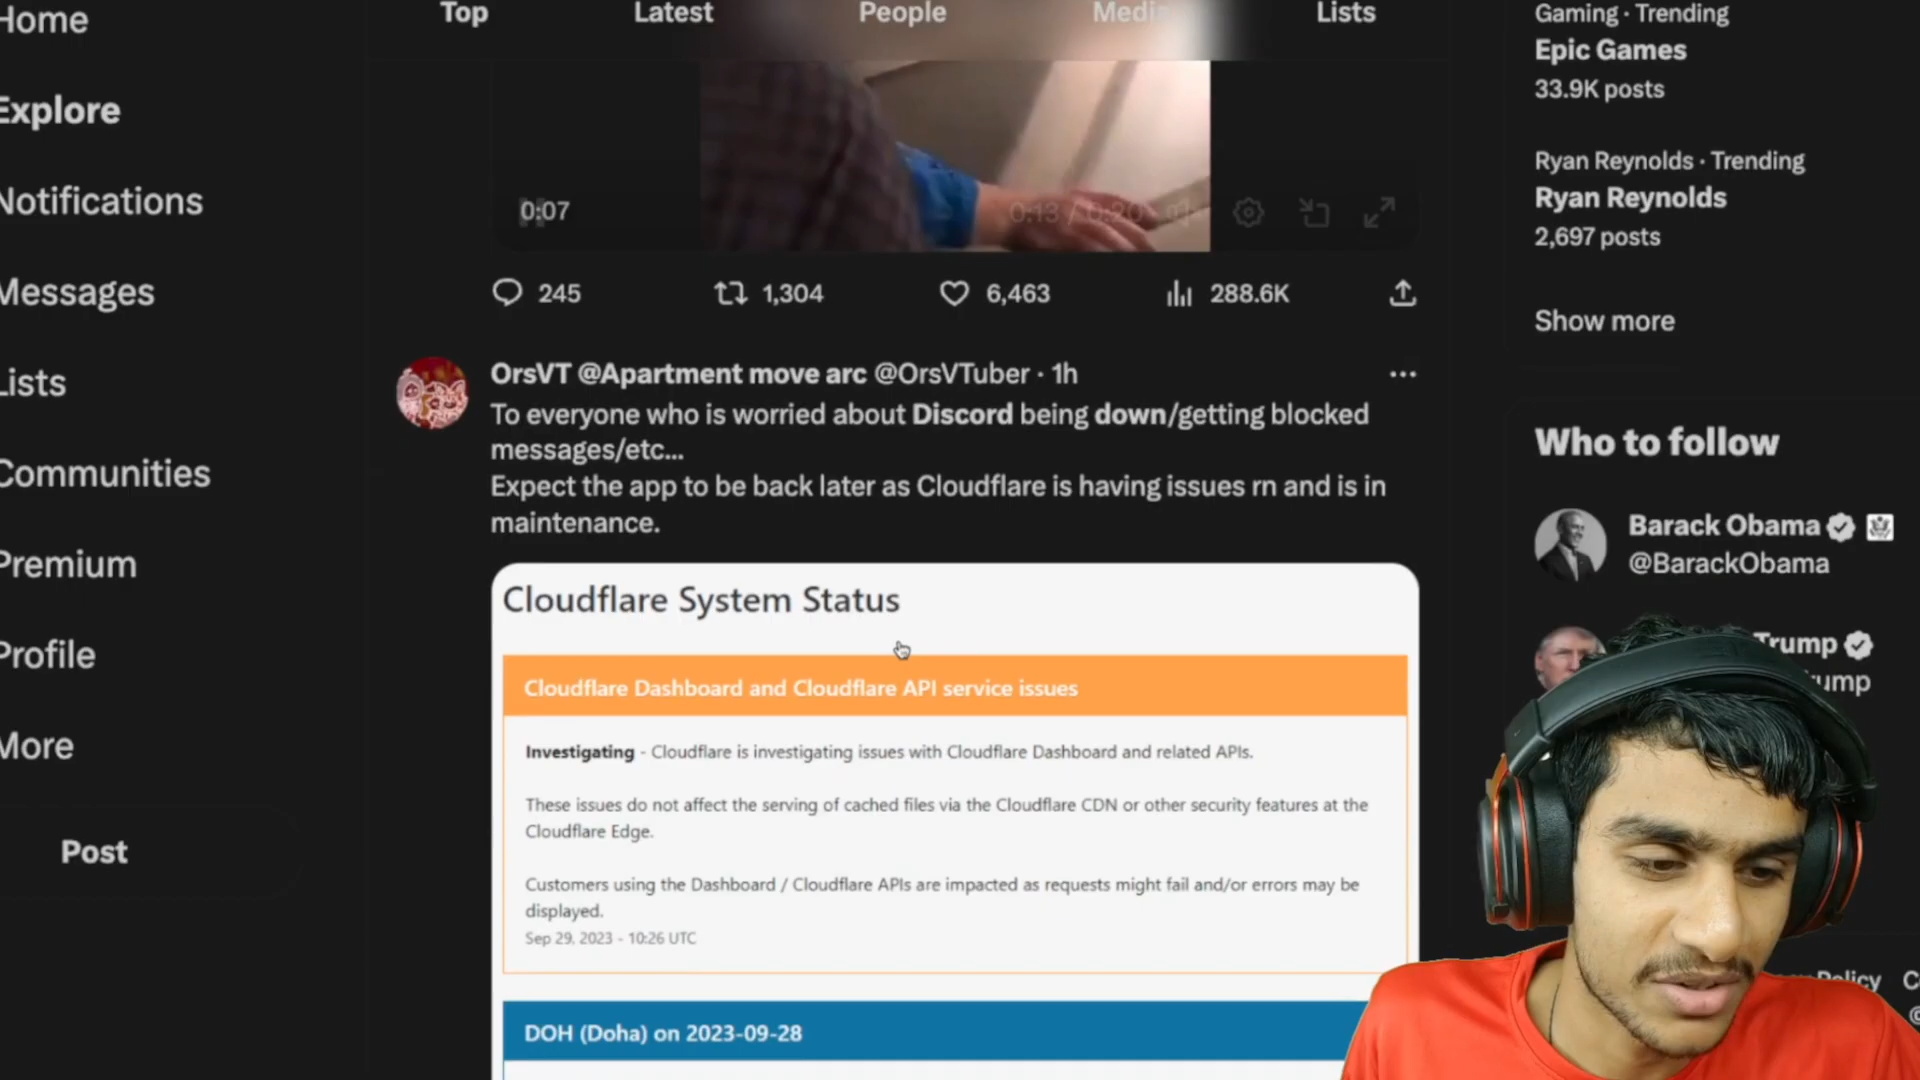 Home
Explore
Notifications
Messages
Lists
Communities
Premium
Profile
More
Post
Top
Latest
People
Media
Lists
0:07
0:13 / 0:20
245
1,304
6,463
288.6K
OrsVT @Apartment move arc @OrsVTuber · 1h
To everyone who is worried about Discord being down/getting blocked
messages/etc...
Expect the app to be back later as Cloudflare is having issues rn and is in
maintenance.
Cloudflare System Status
Cloudflare Dashboard and Cloudflare API service issues
Investigating - Cloudflare is investigating issues with Cloudflare Dashboard and related APIs.
These issues do not affect the serving of cached files via the Cloudflare CDN or other security features at the
Cloudflare Edge.
Customers using the Dashboard / Cloudflare APIs are impacted as requests might fail and/or errors may be
displayed.
Sep 29, 2023 - 10:26 UTC
DOH (Doha) on 2023-09-28
Gaming · Trending
Epic Games
33.9K posts
Ryan Reynolds · Trending
Ryan Reynolds
2,697 posts
Show more
Who to follow
Barack Obama
@BarackObama
Trump
Policy